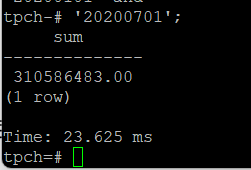 tpch-# '20200701';
sum
--------------
310586483.00
(1 row)
Time: 23.625 ms
tpch=#